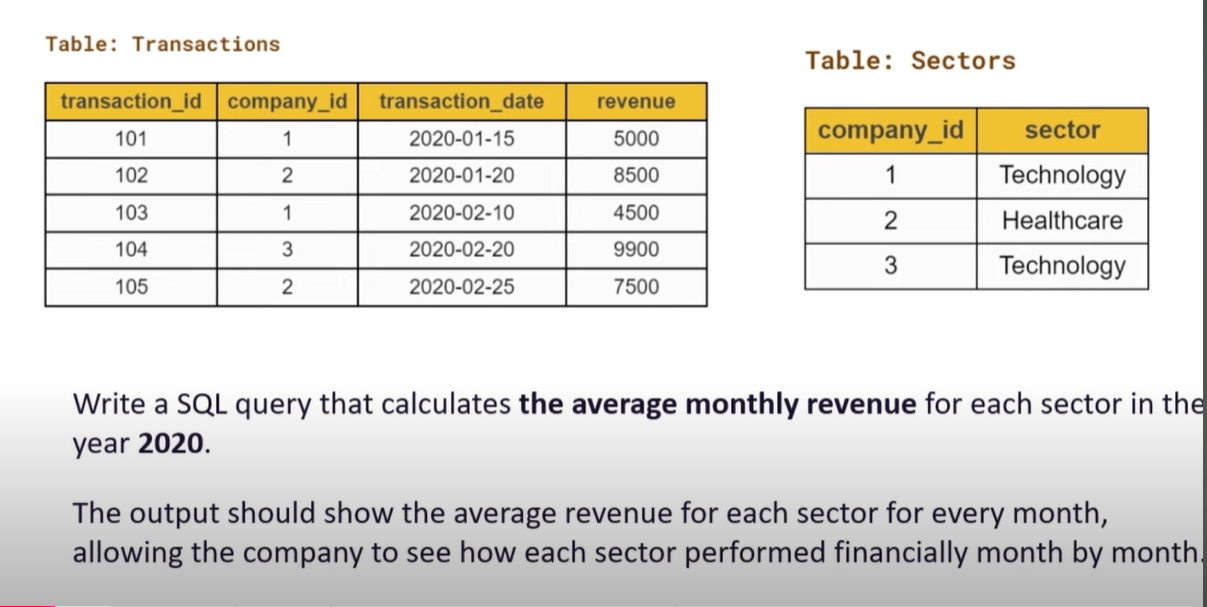 Table: Transactions
transaction_id company_id transaction_date revenue
101 1 2020-01-15 5000
102 2 2020-01-20 8500
103 1 2020-02-10 4500
104 3 2020-02-20 9900
105 2 2020-02-25 7500
Table: Sectors
company_id sector
1 Technology
2 Healthcare
3 Technology
Write a SQL query that calculates the average monthly revenue for each sector in the
year 2020.
The output should show the average revenue for each sector for every month,
allowing the company to see how each sector performed financially month by month.